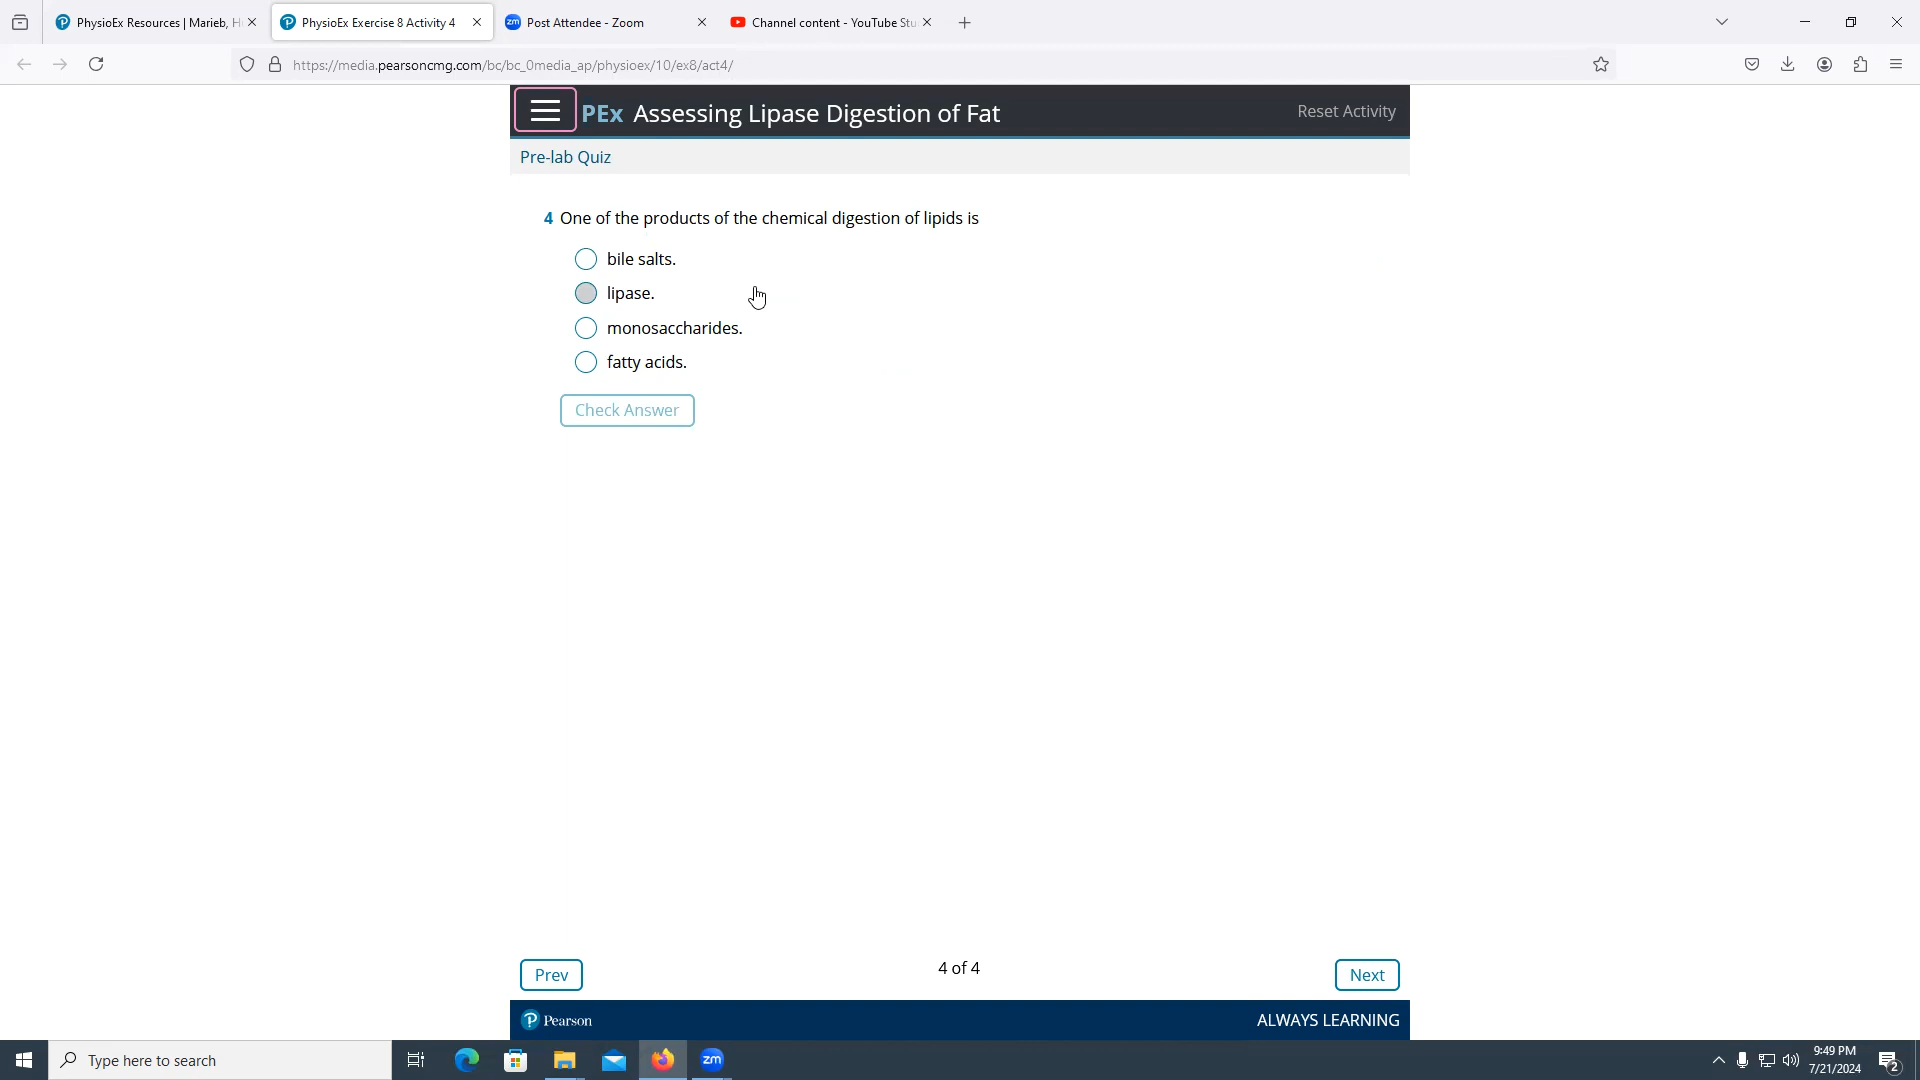 PhysioEx Resources | Marieb, H
PhysioEx Exercise 8 Activity 4
zm Post Attendee - Zoom
Channel content - YouTube Stu
https://media.pearsoncmg.com/bc/bc_0media_ap/physioex/10/ex8/act4/
PEx Assessing Lipase Digestion of Fat
Reset Activity
Pre-lab Quiz
4 One of the products of the chemical digestion of lipids is
bile salts.
lipase.
monosaccharides.
fatty acids.
Check Answer
Prev
4 of 4
Next
P Pearson
ALWAYS LEARNING
Type here to search
zm
9:49 PM
7/21/2024
2